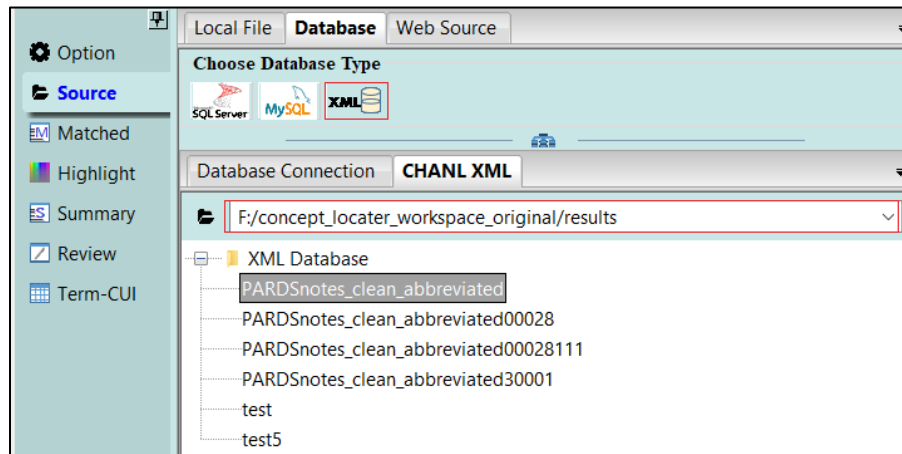 Option
Source
Matched
Highlight
Summary
Review
Term-CUI
Local File Database Web Source
Choose Database Type
SQL Server MySQL XML
Database Connection CHANL XML
F:/concept_locater_workspace_original/results
XML Database
PARDSnotes_clean_abbreviated
PARDSnotes_clean_abbreviated00028
PARDSnotes_clean_abbreviated00028111
PARDSnotes_clean_abbreviated30001
test
test5